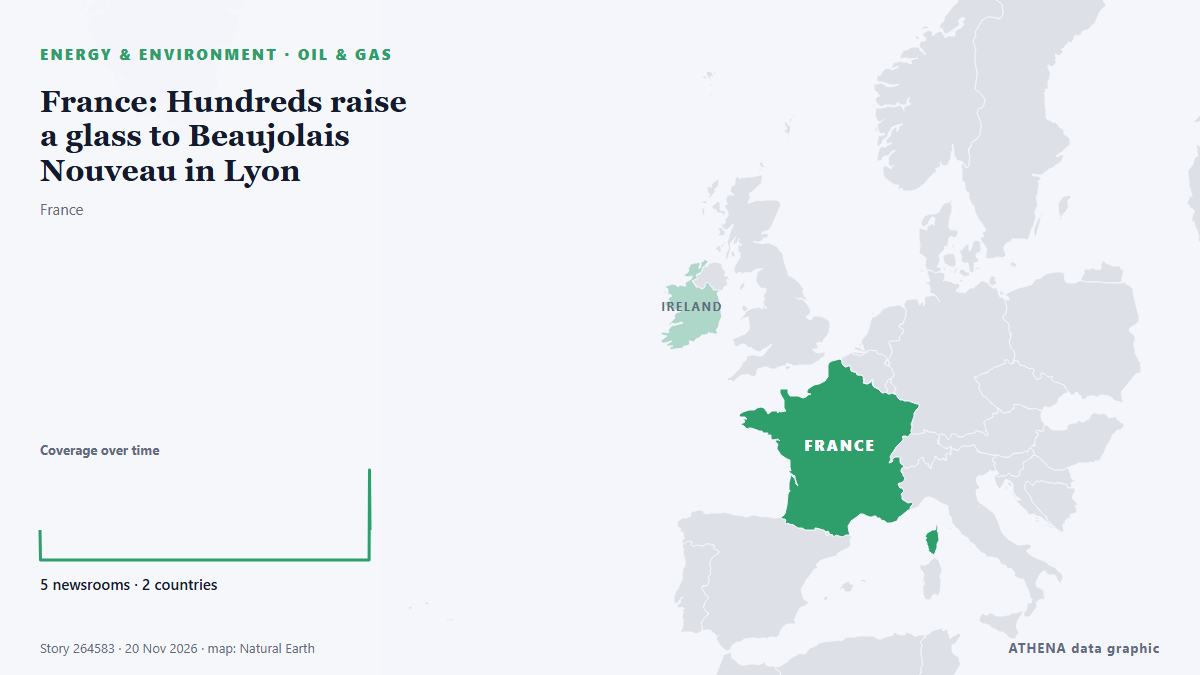 ENERGY & ENVIRONMENT · OIL & GAS
France: Hundreds raise
a glass to Beaujolais
Nouveau in Lyon
France
IRELAND
FRANCE
Coverage over time
5 newsrooms · 2 countries
Story 264583 · 20 Nov 2026 · map: Natural Earth
ATHENA data graphic